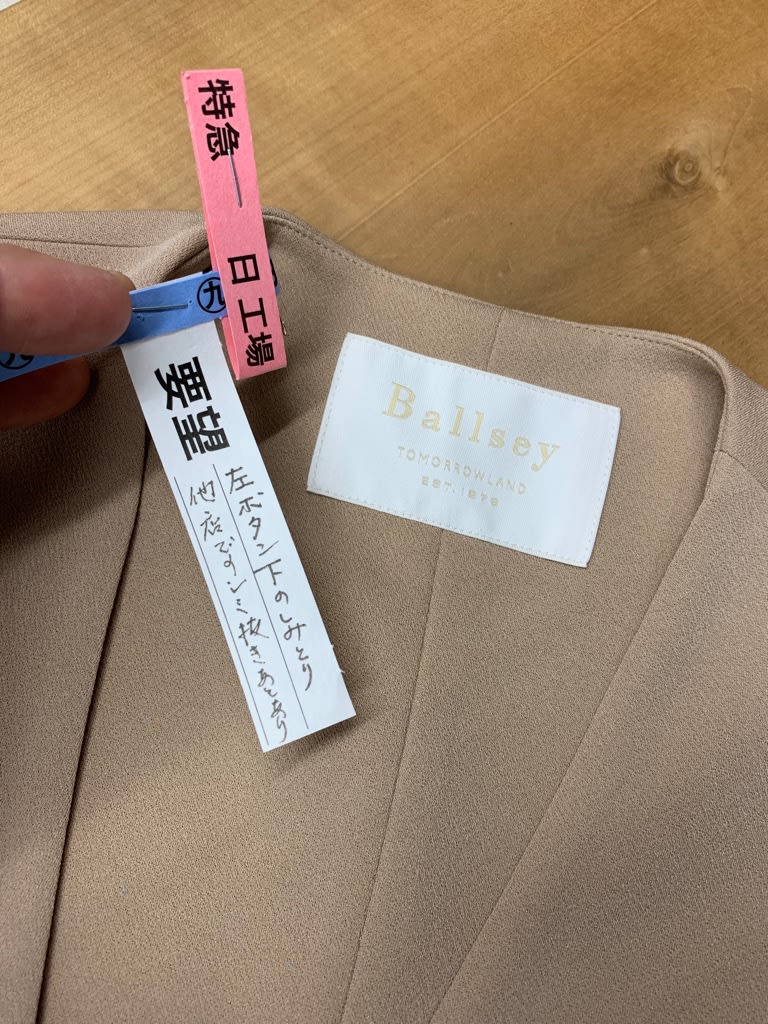 特急
日 工場
九
要望
左ボタン下のしみとり
他店でのシミ抜きあとあり
Ballsey
TOMORROWLAND
EST.1978